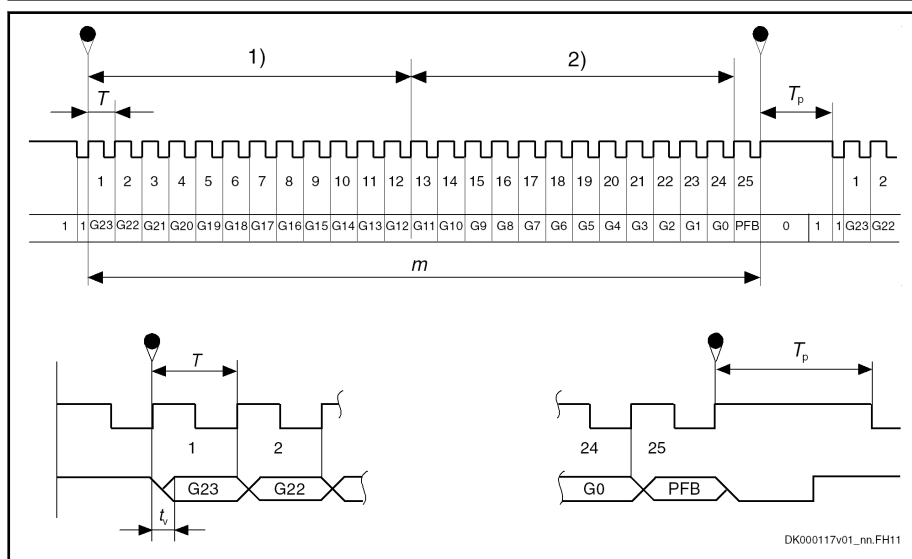 1) 2)
T Tp
1 2 3 4 5 6 7 8 9 10 11 12 13 14 15 16 17 18 19 20 21 22 23 24 25 1 2
1 1 G23 G22 G21 G20 G19 G18 G17 G16 G15 G14 G13 G12 G11 G10 G9 G8 G7 G6 G5 G4 G3 G2 G1 G0 PFB 0 1 1 G23 G22
m
T Tp
1 2 24 25
G23 G22 G0 PFB
tv
DK000117v01_nn.FH11